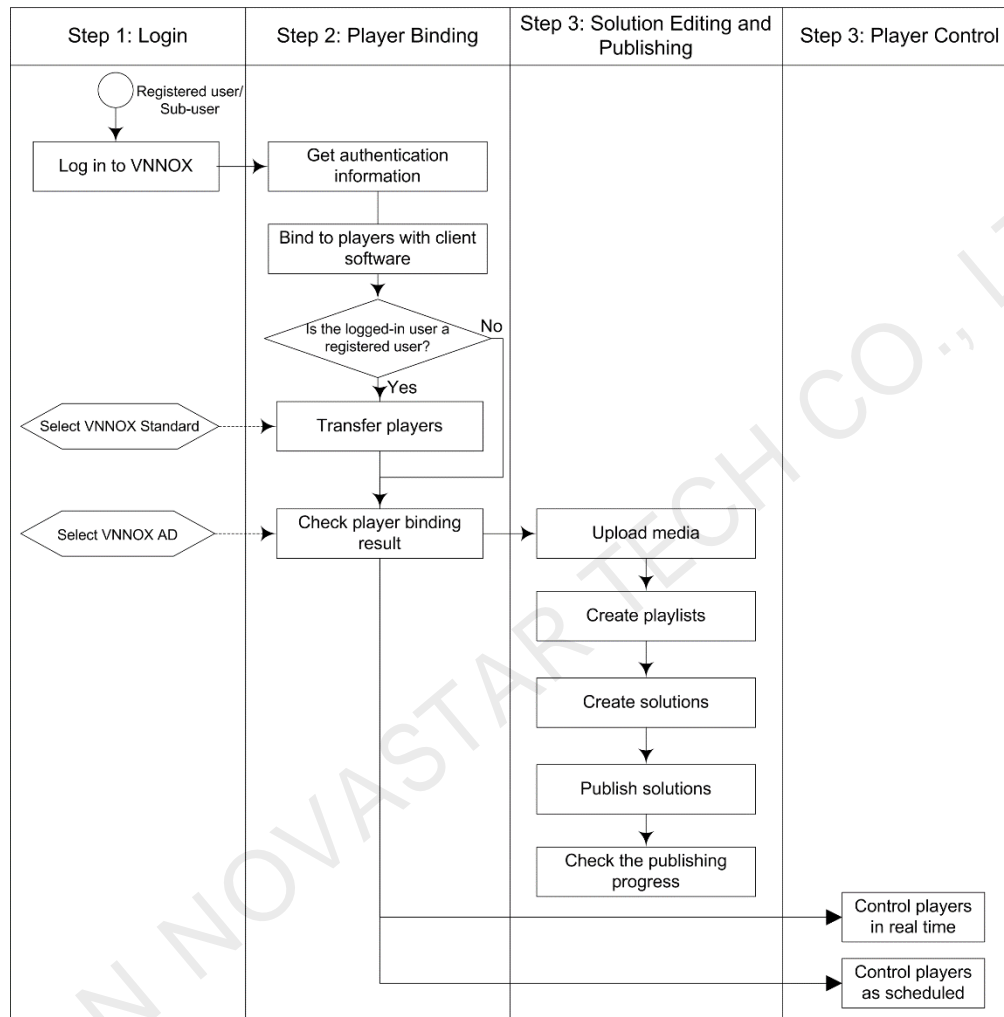 Step 1: Login
Step 2: Player Binding
Step 3: Solution Editing and
Publishing
Step 3: Player Control
Registered user/
Sub-user
Log in to VNNOX
Get authentication
information
Bind to players with client
software
Is the logged-in user a
registered user?
No
Yes
Select VNNOX Standard
Transfer players
Select VNNOX AD
Check player binding
result
Upload media
Create playlists
Create solutions
Publish solutions
Check the publishing
progress
Control players
in real time
Control players
as scheduled
N NOVASTAR TECH CO., LT